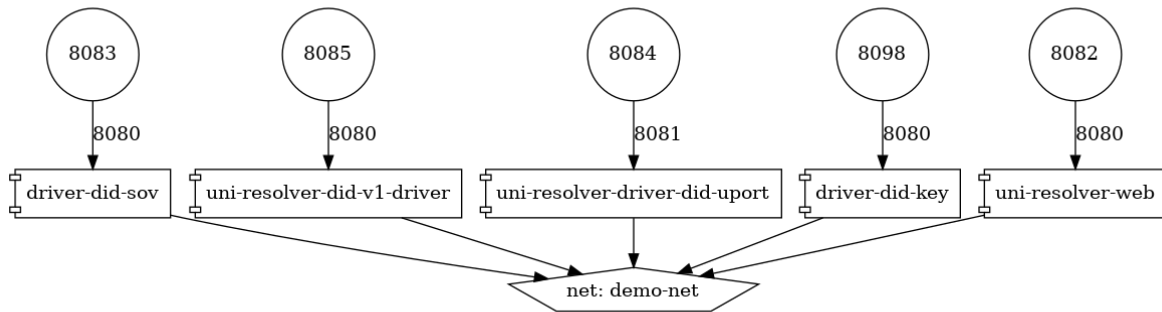 8083
8085
8084
8098
8082
8080
8080
8081
8080
8080
driver-did-sov
uni-resolver-did-v1-driver
uni-resolver-driver-did-uport
driver-did-key
uni-resolver-web
net: demo-net